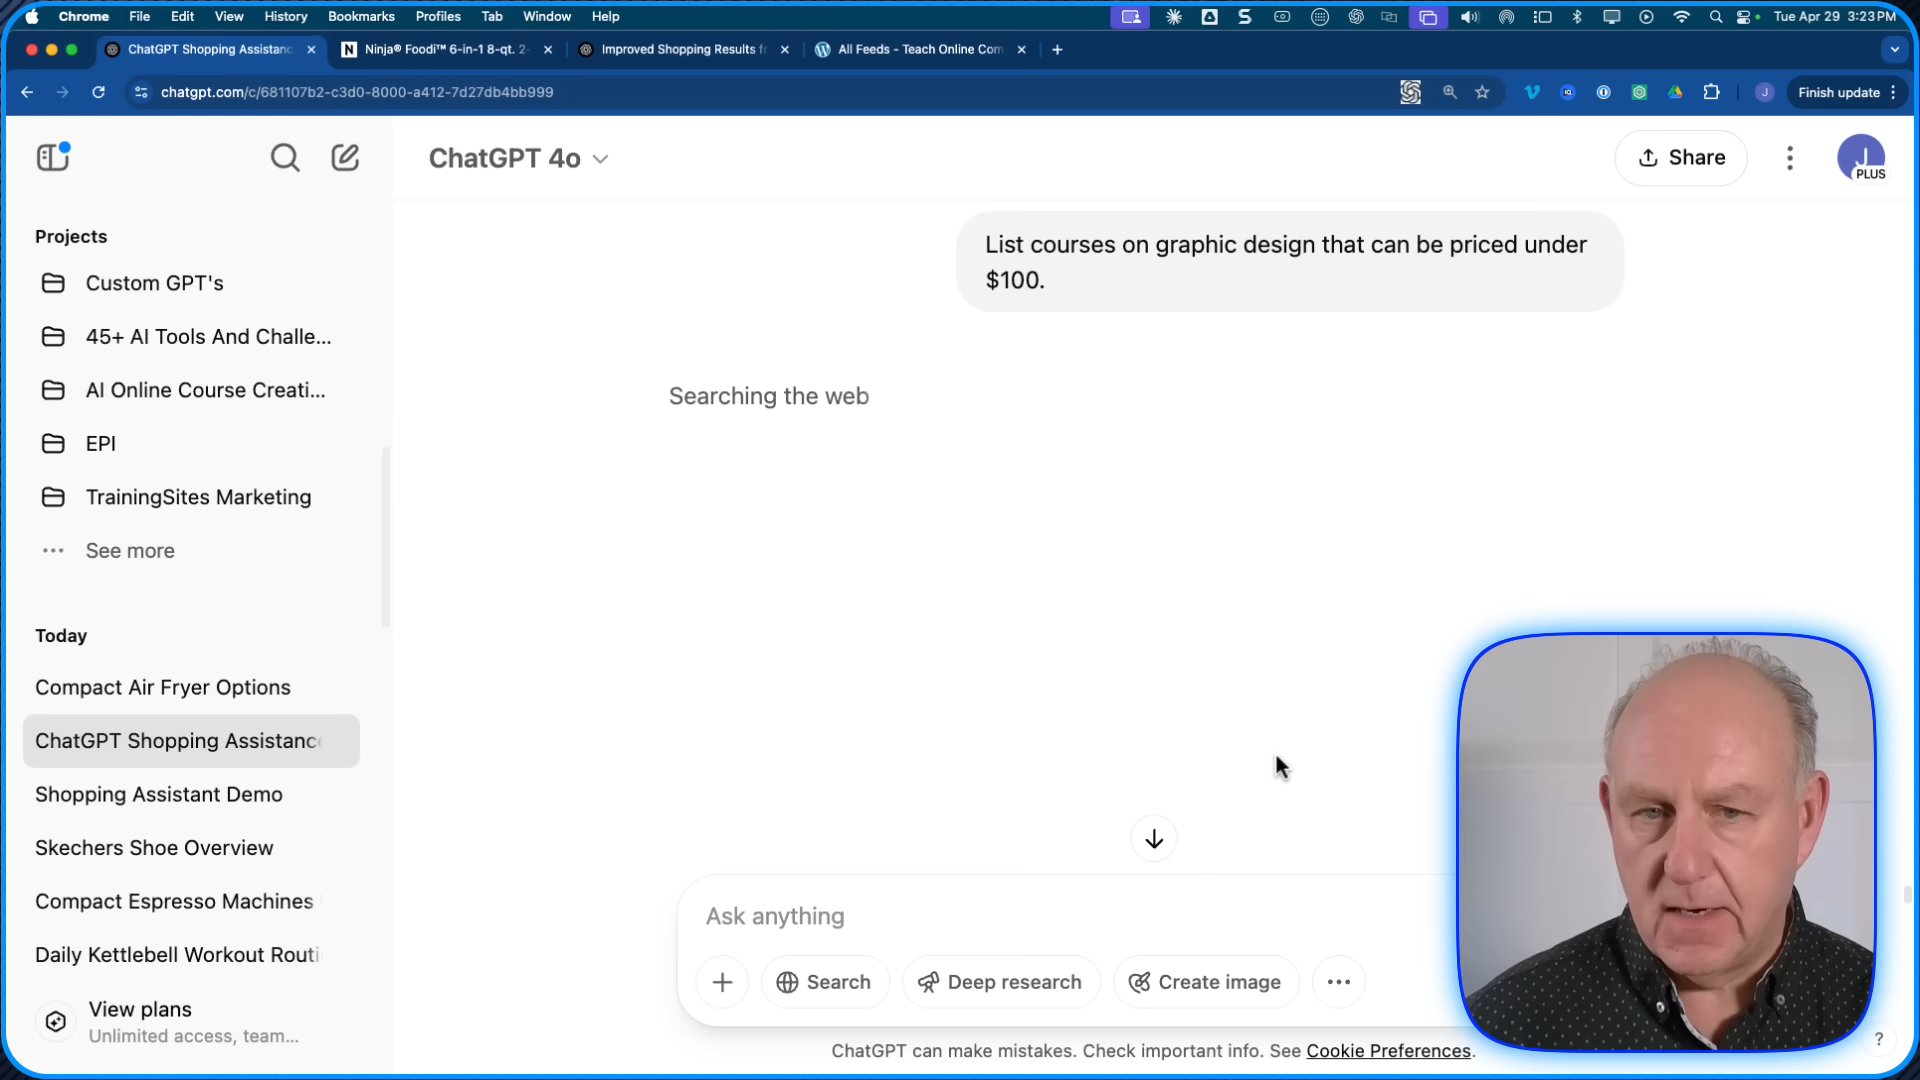 Chrome File Edit View History Bookmarks Profiles Tab Window Help Tue Apr 29 3:23 PM
ChatGPT Shopping Assistanc Ninja® Foodi™ 6-in-1 8-qt. 2- Improved Shopping Results f All Feeds - Teach Online Com
chatgpt.com/c/681107b2-c3d0-8000-a412-7d27db4bb999 Finish update
ChatGPT 4o Share J PLUS
Projects
Custom GPT's
45+ AI Tools And Challe...
AI Online Course Creati...
EPI
TrainingSites Marketing
See more
Today
Compact Air Fryer Options
ChatGPT Shopping Assistance
Shopping Assistant Demo
Skechers Shoe Overview
Compact Espresso Machines
Daily Kettlebell Workout Routi
View plans
Unlimited access, team...
List courses on graphic design that can be priced under
$100.
Searching the web
Ask anything
Search Deep research Create image
ChatGPT can make mistakes. Check important info. See Cookie Preferences.
?